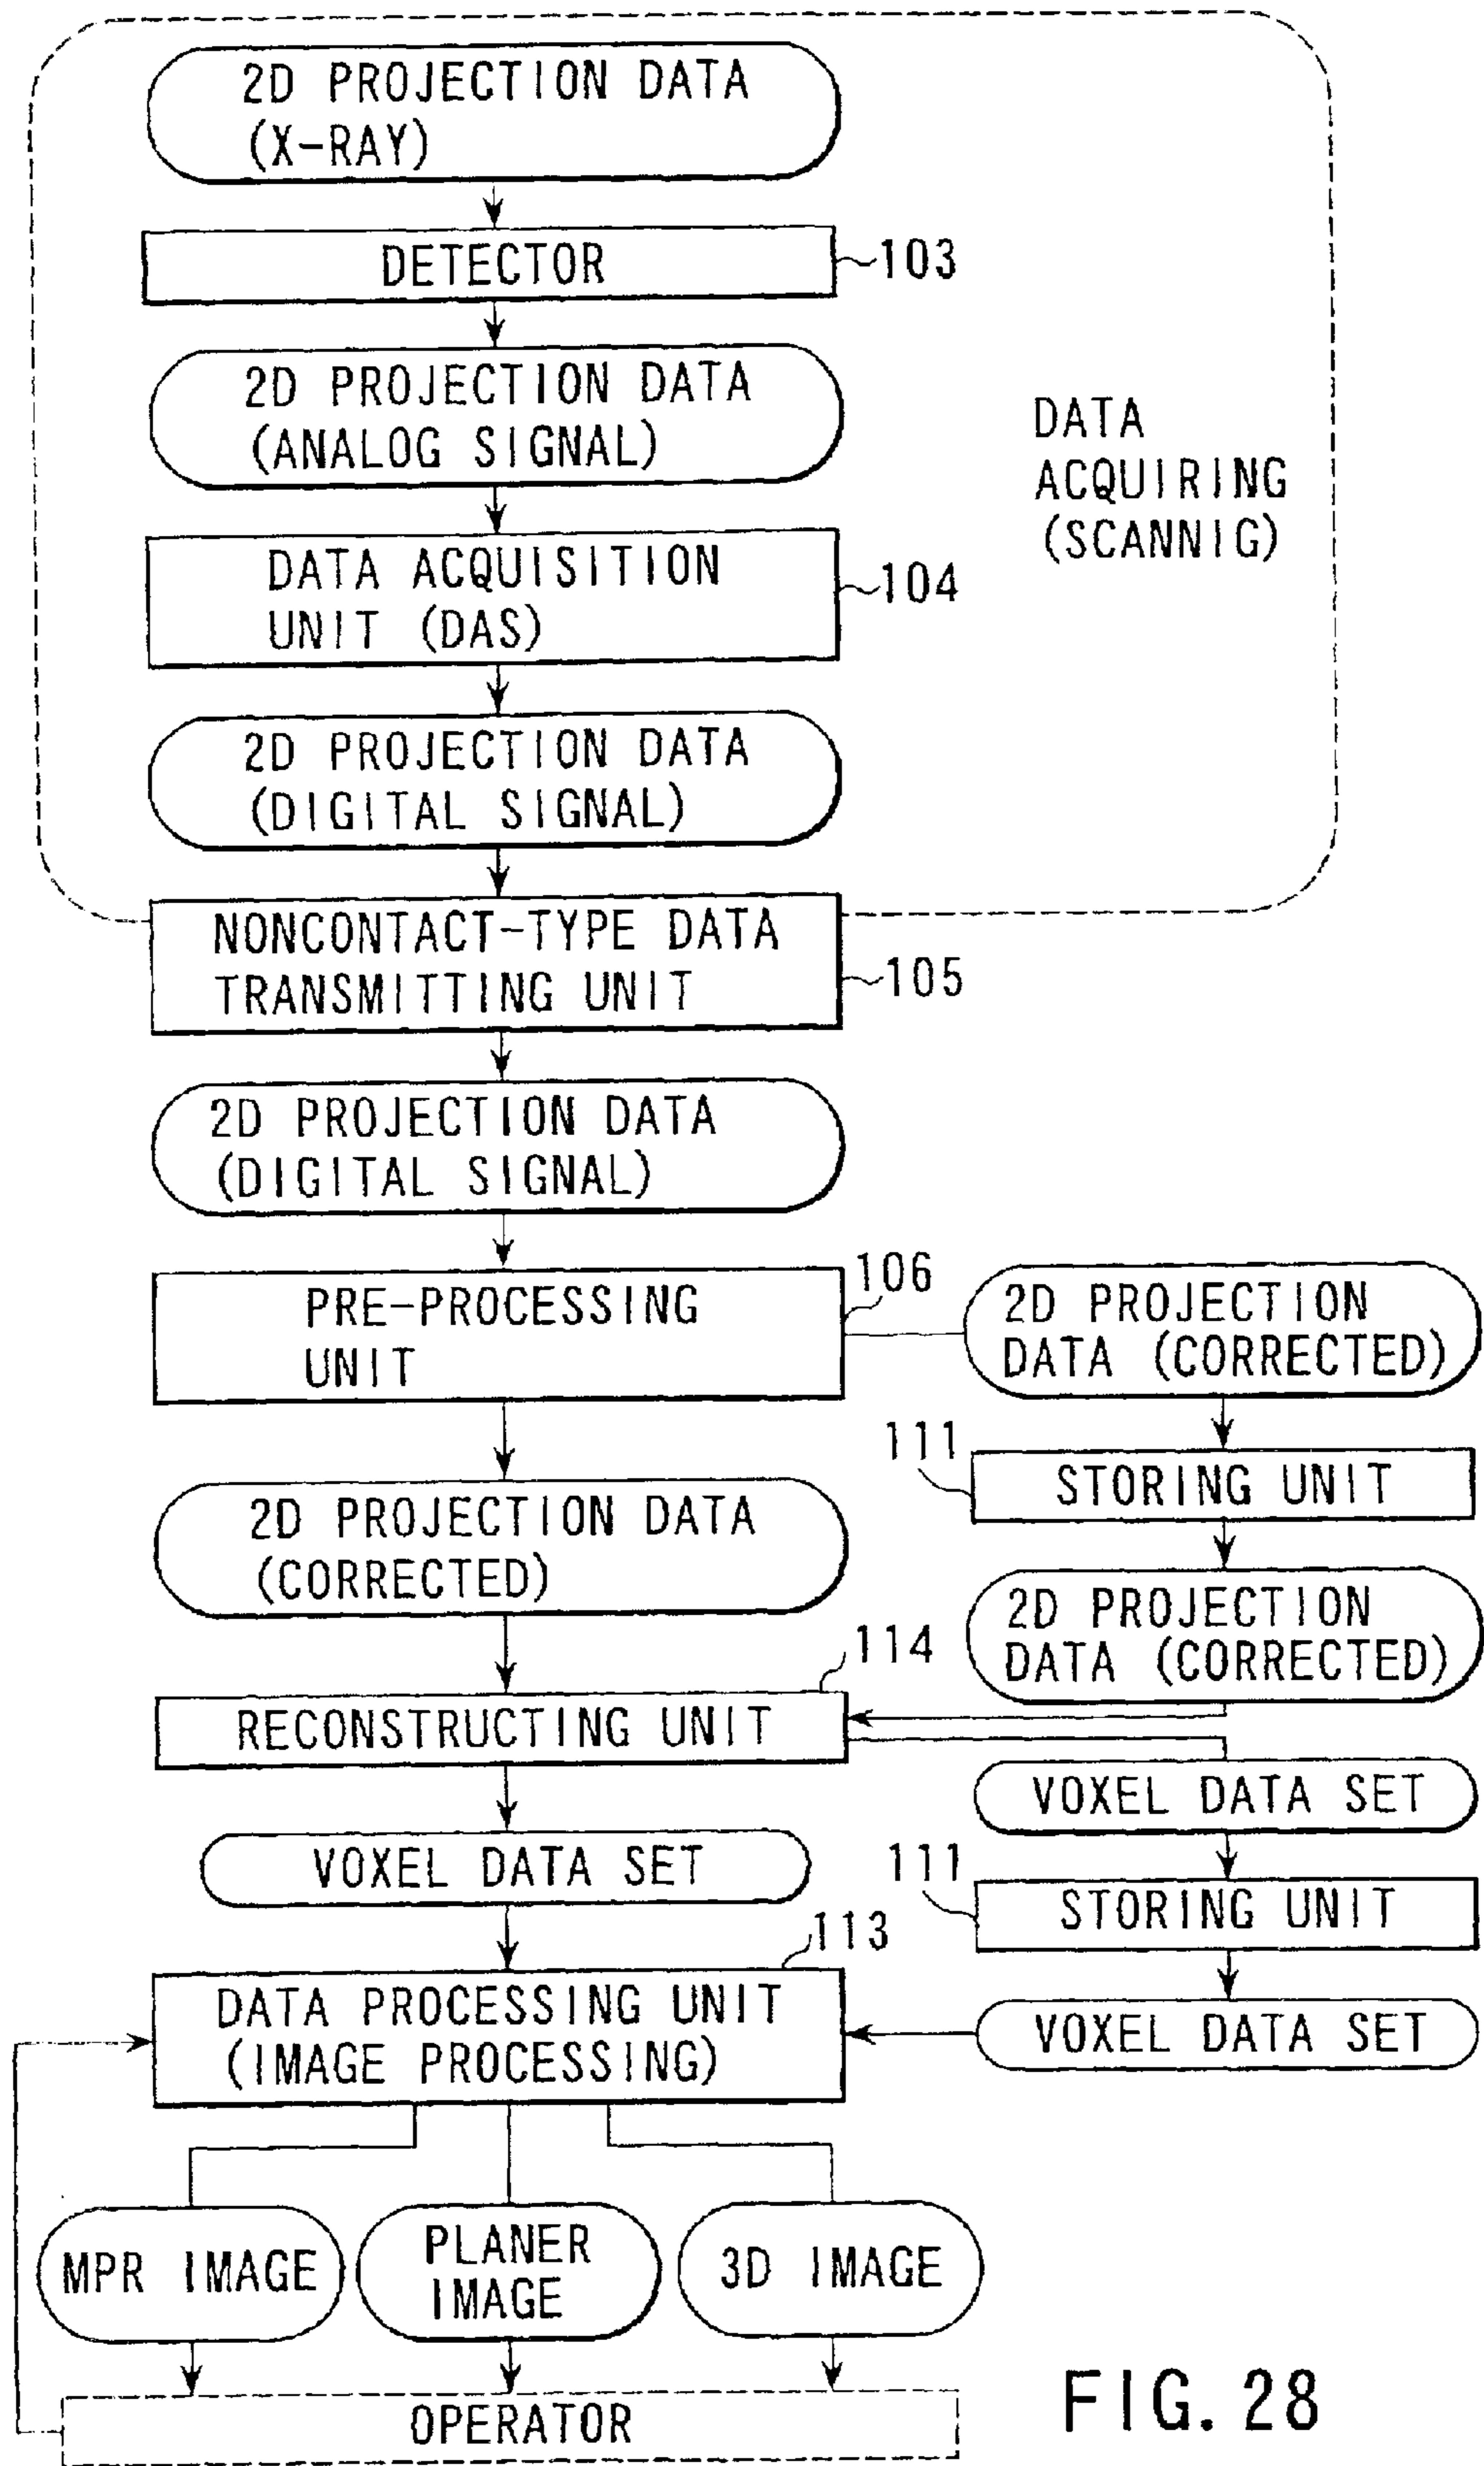 2D PROJECTION DATA
(X-RAY)
DETECTOR
103
2D PROJECTION DATA
(ANALOG SIGNAL)
DATA
ACQUIRING
(SCANNIG)
DATA ACQUISITION
UNIT (DAS)
104
2D PROJECTION DATA
(DIGITAL SIGNAL)
NONCONTACT-TYPE DATA
TRANSMITTING UNIT
105
2D PROJECTION DATA
(DIGITAL SIGNAL)
PRE-PROCESSING
UNIT
106
2D PROJECTION
DATA (CORRECTED)
111
STORING UNIT
2D PROJECTION DATA
(CORRECTED)
2D PROJECTION
DATA (CORRECTED)
114
RECONSTRUCTING UNIT
VOXEL DATA SET
VOXEL DATA SET
111
STORING UNIT
113
DATA PROCESSING UNIT
(IMAGE PROCESSING)
VOXEL DATA SET
MPR IMAGE
PLANER
IMAGE
3D IMAGE
OPERATOR
FIG. 28